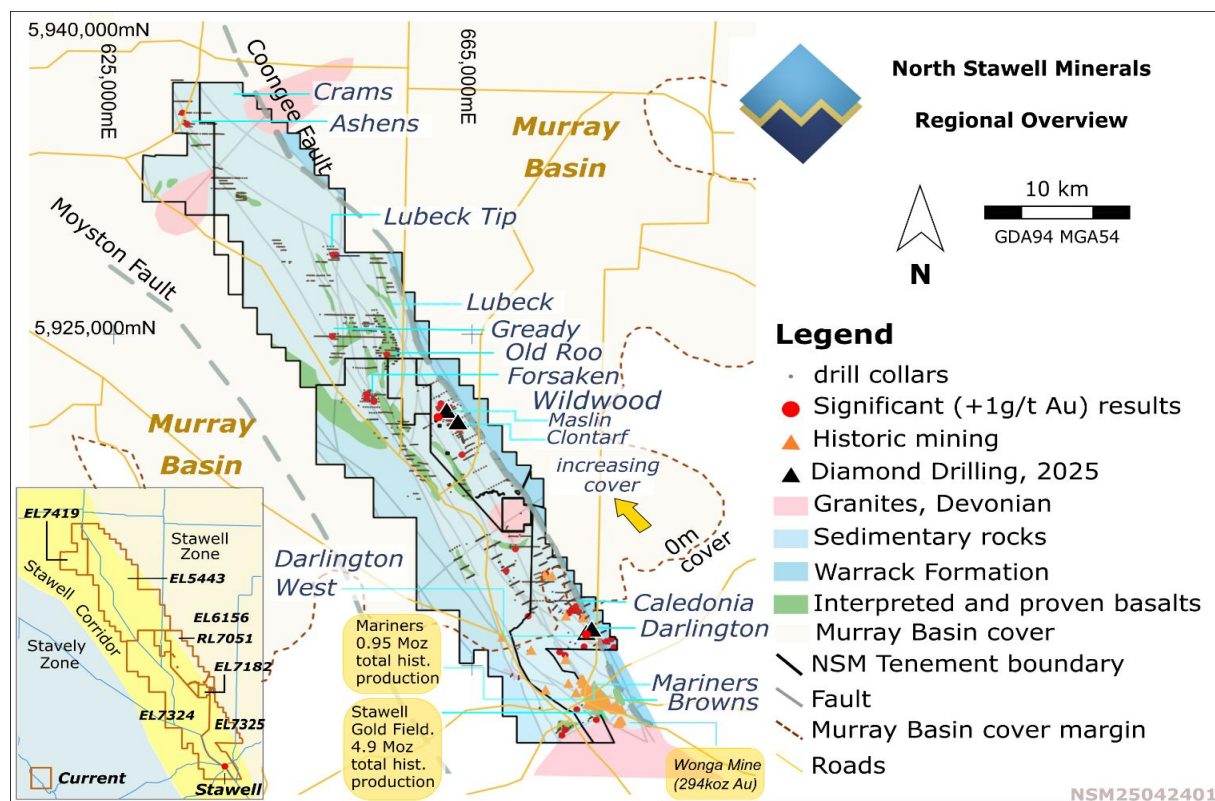 5,940,000mN
625,000mE
665,000mE
Coongee Fault
Crams
Ashens
Murray
Basin
Moyston Fault
Lubeck Tip
Lubeck
5,925,000mN
Gready
Old Roo
Forsaken
Wildwood
Maslin
Clontarf
Murray
Basin
increasing
cover
0m
cover
Darlington
West
Caledonia
Darlington
Mariners
0.95 Moz
total hist.
production
Mariners
Browns
Stawell
Gold Field.
4.9 Moz
total hist.
production
Wonga Mine
(294koz Au)
EL7419
Stawell
Zone
EL5443
Stawell Corridor
EL6156
RL7051
Stavely
Zone
EL7182
EL7324
EL7325
Current
Stawell
North Stawell Minerals
Regional Overview
N
10 km
GDA94 MGA54
Legend
drill collars
Significant (+1g/t Au) results
Historic mining
Diamond Drilling, 2025
Granites, Devonian
Sedimentary rocks
Warrack Formation
Interpreted and proven basalts
Murray Basin cover
NSM Tenement boundary
Fault
Murray Basin cover margin
Roads
NSM25042401